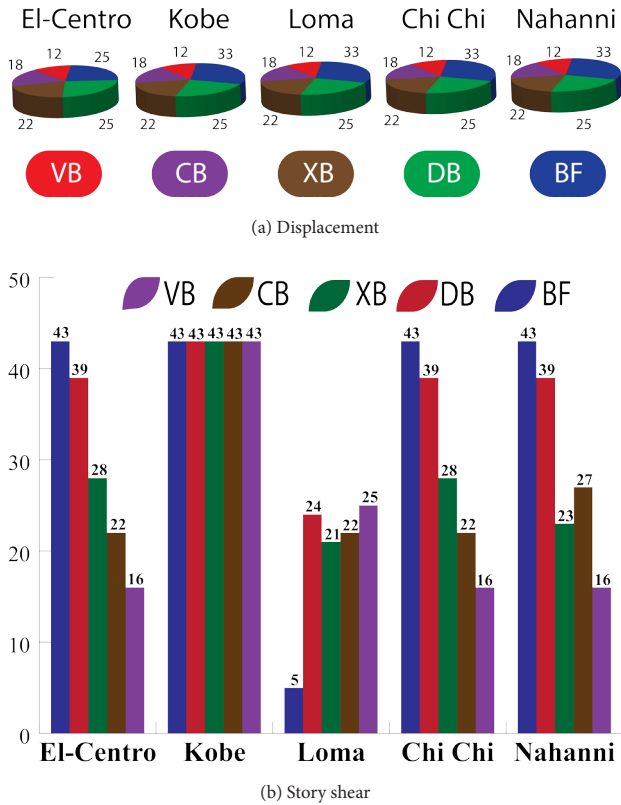 El-Centro Kobe Loma Chi Chi Nahanni
12 25 12 33 12 33 12 33 12 33
18 18 18 18 18
22 25 22 25 22 25 22 25 22 25
VB CB XB DB BF
(a) Displacement
50
VB CB XB DB BF
43 43 43 43 43 43 43 43
40
39 39 39
30
28 28
27
25
24
22 21 22 22 23
20
16 16 16
10
5
0
El-Centro Kobe Loma Chi Chi Nahanni
(b) Story shear